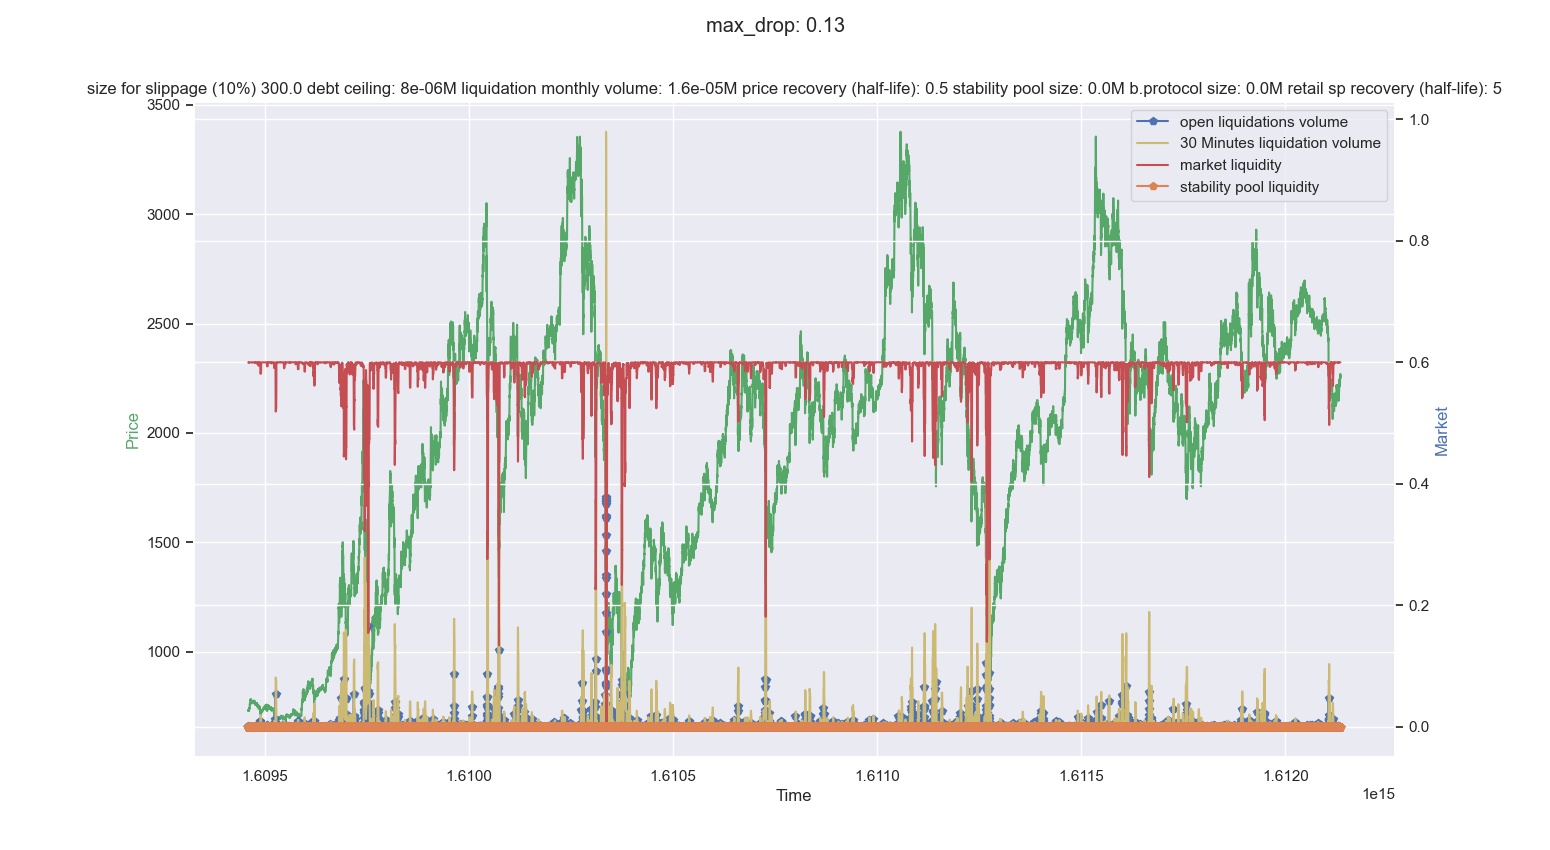 max_drop: 0.13
size for slippage (10%) 300.0 debt ceiling: 8e-06M liquidation monthly volume: 1.6e-05M price recovery (half-life): 0.5 stability pool size: 0.0M b.protocol size: 0.0M retail sp recovery (half-life): 5
open liquidations volume
30 Minutes liquidation volume
market liquidity
stability pool liquidity
3500
3000
2500
2000
1500
1000
Price
1.0
0.8
0.6
0.4
0.2
0.0
Market
1.6095 1.6100 1.6105 1.6110 1.6115 1.6120
Time
1e15